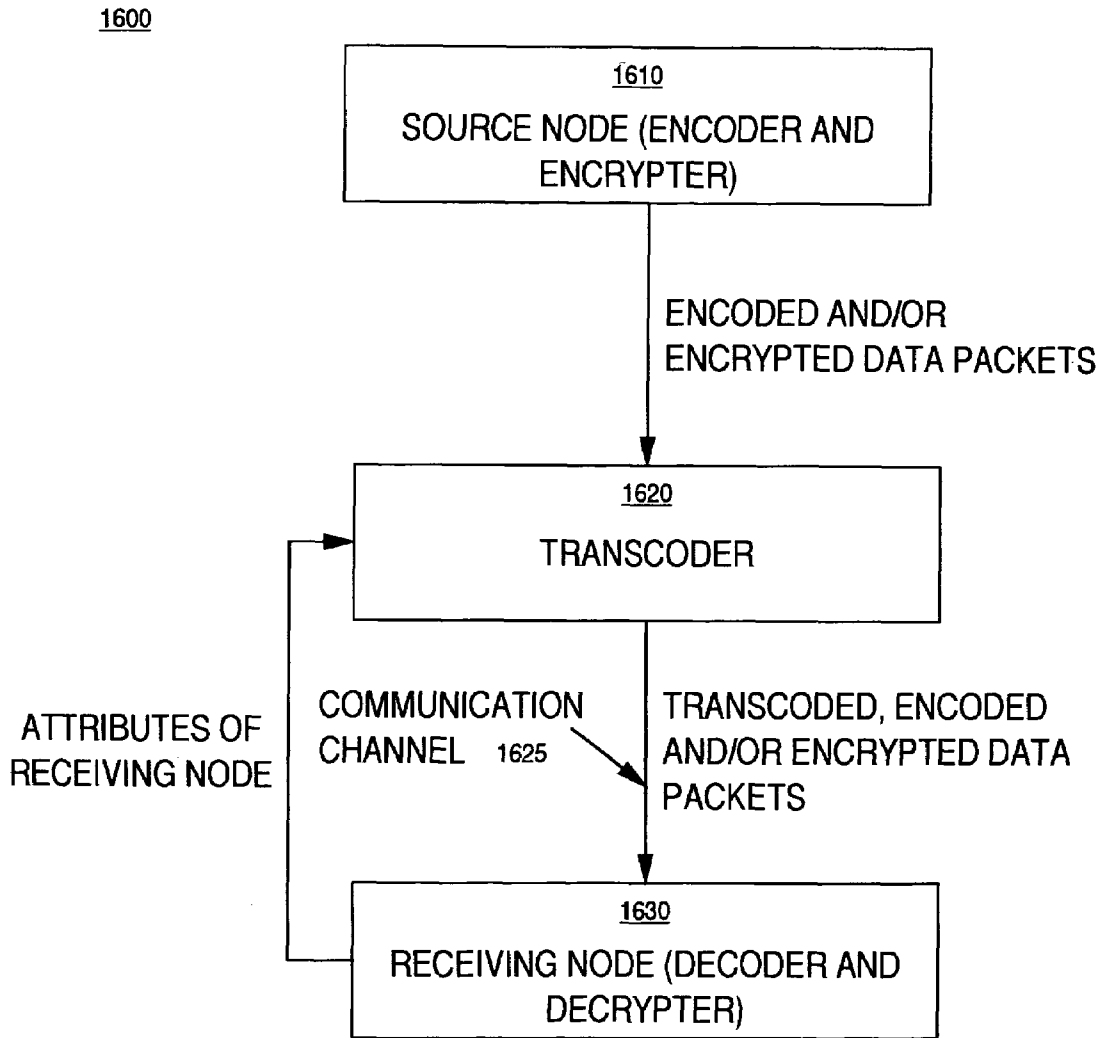 1600
1610
SOURCE NODE (ENCODER AND
ENCRYPTER)
ENCODED AND/OR
ENCRYPTED DATA PACKETS
1620
TRANSCODER
ATTRIBUTES OF
RECEIVING NODE
COMMUNICATION
CHANNEL 1625
TRANSCODED, ENCODED
AND/OR ENCRYPTED DATA
PACKETS
1630
RECEIVING NODE (DECODER AND
DECRYPTER)